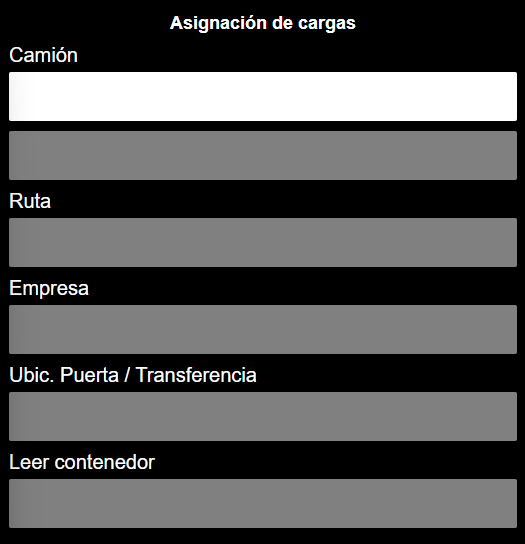 Asignación de cargas
Camión
Ruta
Empresa
Ubic. Puerta / Transferencia
Leer contenedor